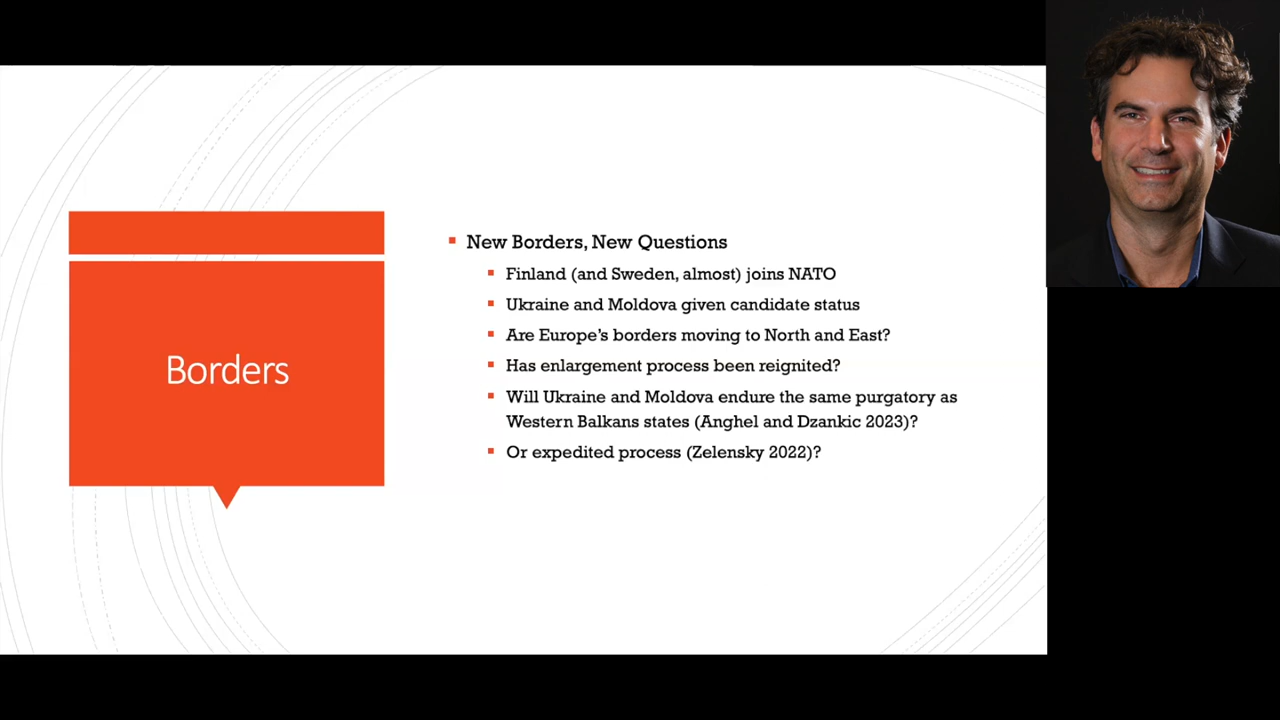 Borders
New Borders, New Questions
Finland (and Sweden, almost) joins NATO
Ukraine and Moldova given candidate status
Are Europe's borders moving to North and East?
Has enlargement process been reignited?
Will Ukraine and Moldova endure the same purgatory as
Western Balkans states (Anghel and Dzankic 2023)?
Or expedited process (Zelensky 2022)?